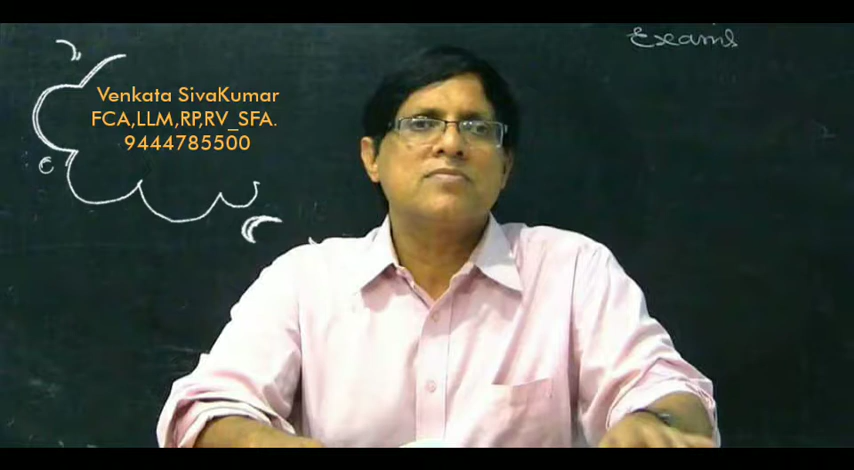 Exams
Venkata SivaKumar
FCA,LLM,RP,RV_SFA.
9444785500